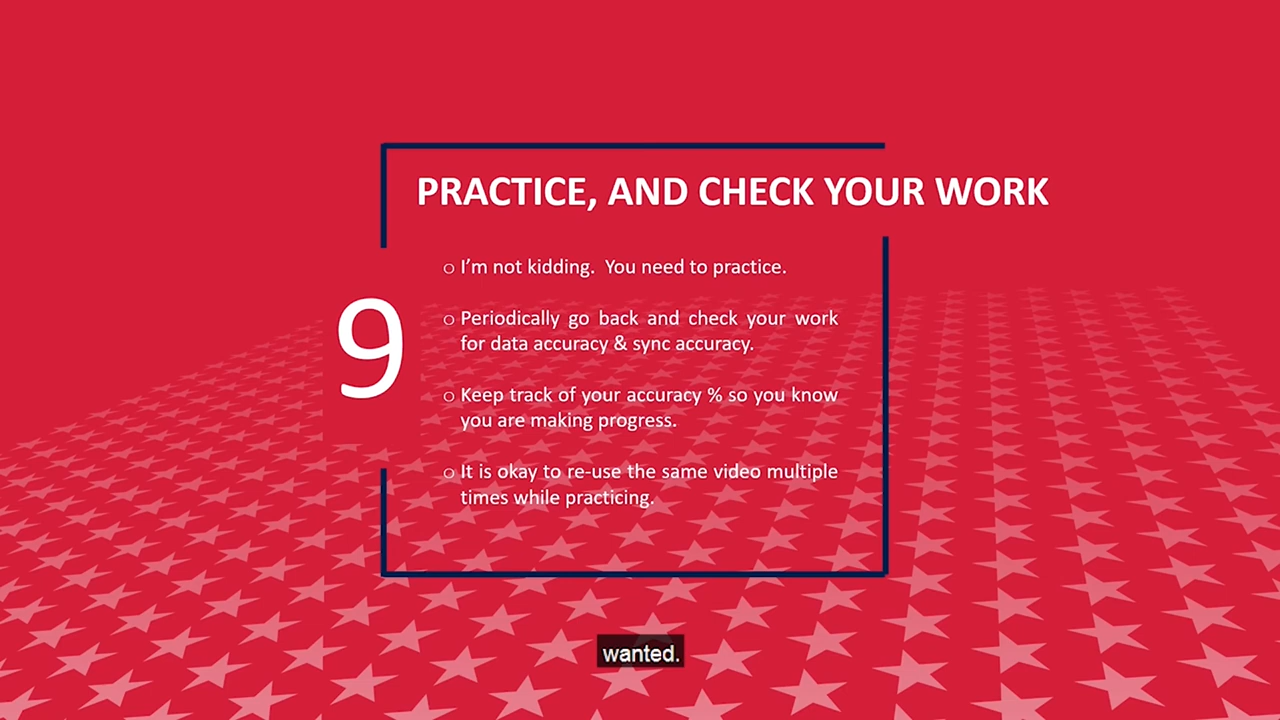 PRACTICE, AND CHECK YOUR WORK
9
○ I'm not kidding.  You need to practice.
○ Periodically go back and check your work
for data accuracy & sync accuracy.
○ Keep track of your accuracy % so you know
you are making progress.
○ It is okay to re-use the same video multiple
times while practicing.
wanted.